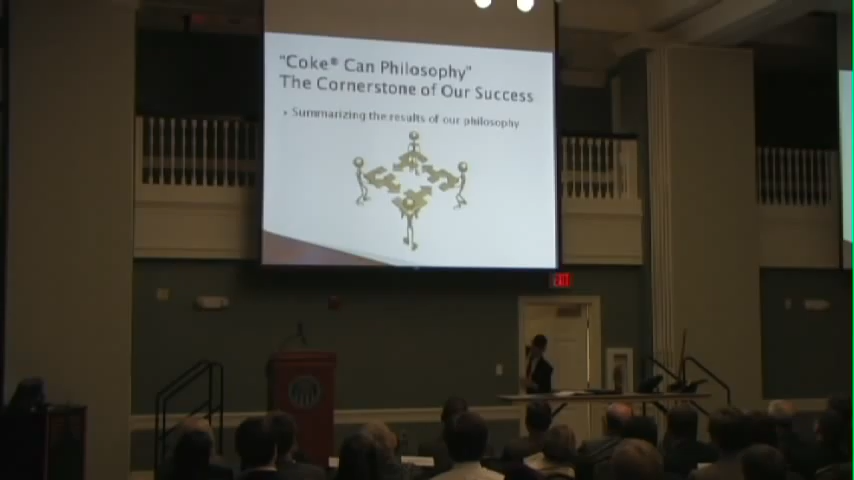 "Coke® Can Philosophy"
The Cornerstone of Our Success
• Summarizing the results of our philosophy
EXIT